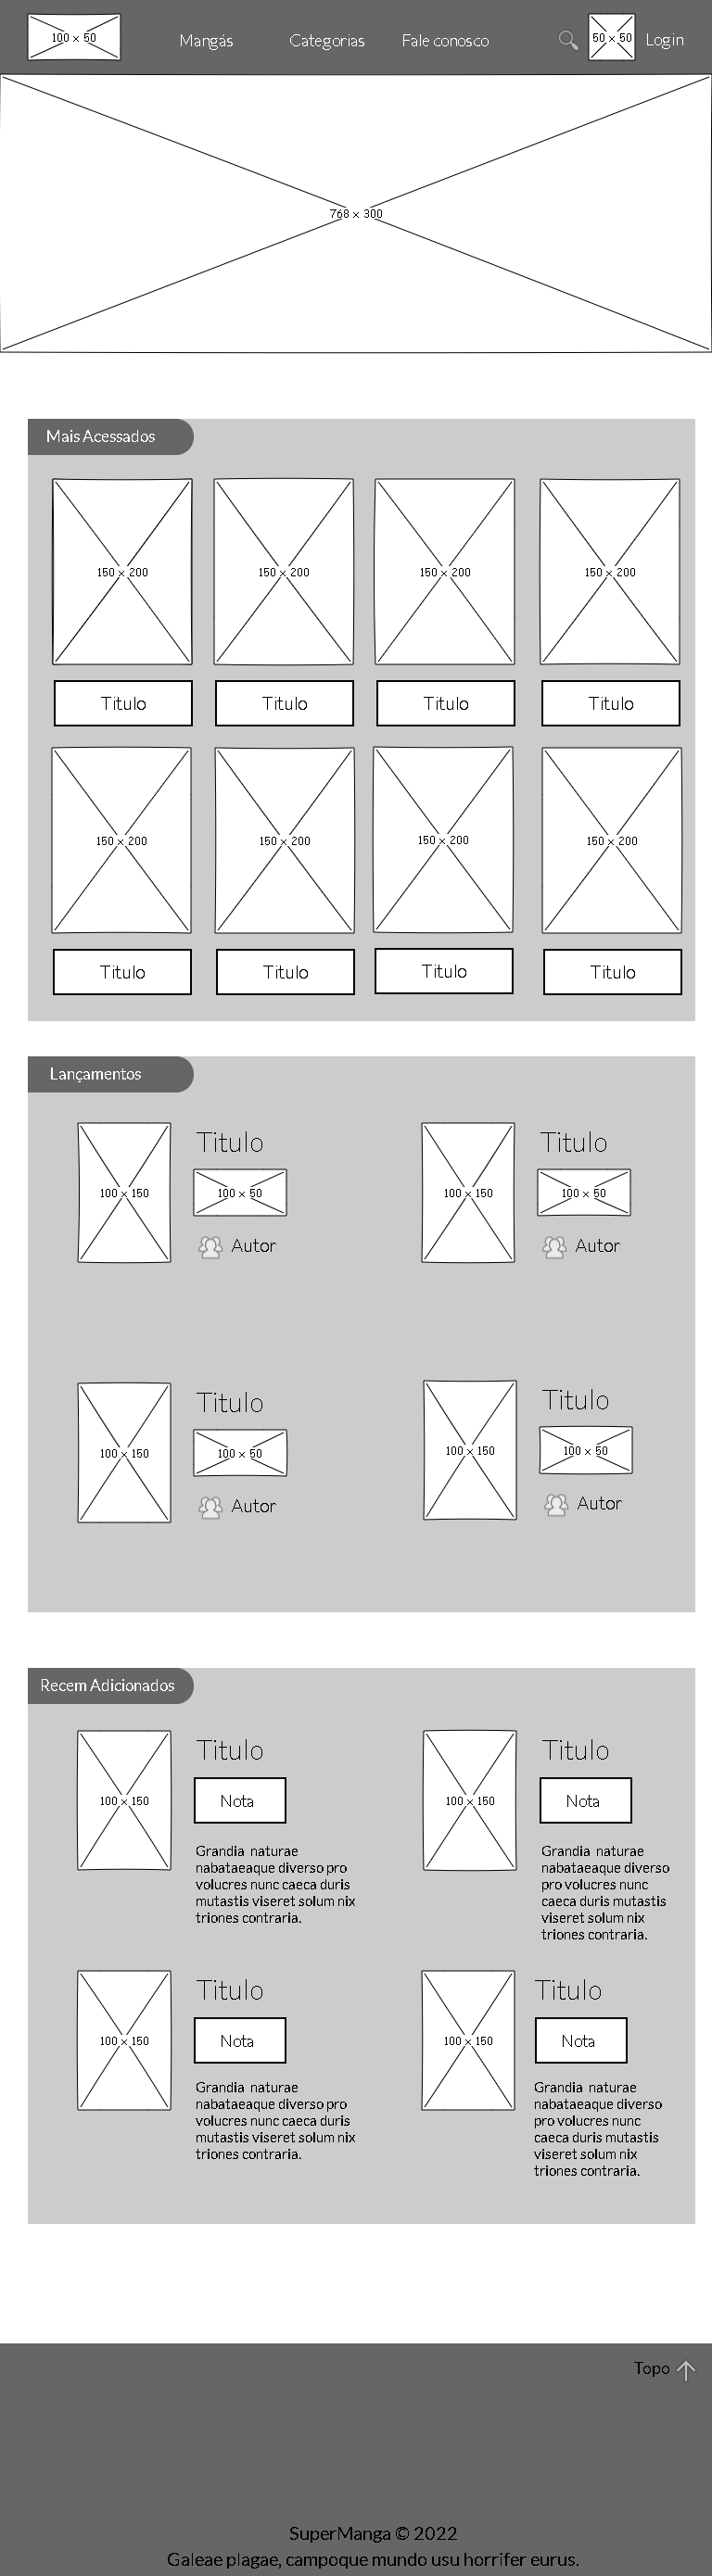 100 × 50
Mangás
Categorias
Fale conosco
50 × 50
Login
768 × 300
Mais Acessados
150 × 200
150 × 200
150 × 200
150 × 200
Titulo
Titulo
Titulo
Titulo
150 × 200
150 × 200
150 × 200
150 × 200
Titulo
Titulo
Titulo
Titulo
Lançamentos
100 × 150
Titulo
100 × 50
Autor
100 × 150
Titulo
100 × 50
Autor
100 × 150
Titulo
100 × 50
Autor
100 × 150
Titulo
100 × 50
Autor
Recem Adicionados
100 × 150
Titulo
Nota
Grandia naturae
nabataeaque diverso pro
volucres nunc caeca duris
mutastis viseret solum nix
triones contraria.
100 × 150
Titulo
Nota
Grandia naturae
nabataeaque diverso
pro volucres nunc
caeca duris mutastis
viseret solum nix
triones contraria.
100 × 150
Titulo
Nota
Grandia naturae
nabataeaque diverso pro
volucres nunc caeca duris
mutastis viseret solum nix
triones contraria.
100 × 150
Titulo
Nota
Grandia naturae
nabataeaque diverso
pro volucres nunc
caeca duris mutastis
viseret solum nix
triones contraria.
Topo
SuperManga © 2022
Galeae plagae, campoque mundo usu horrifer eurus.